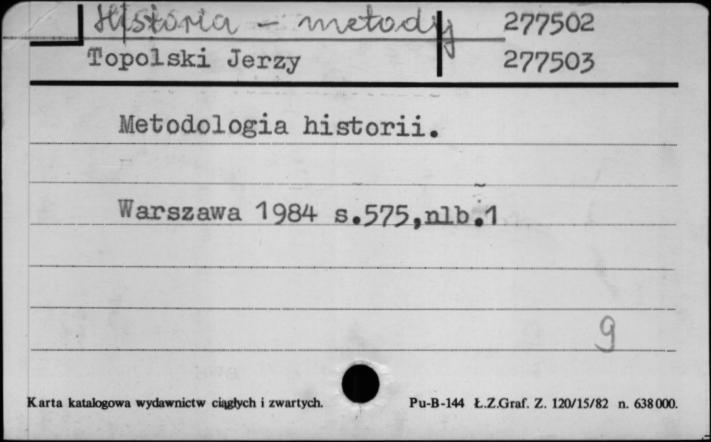 Historia - metody 277502
Topolski Jerzy 277503
Metodologia historii.
Warszawa 1984 s.575,nlb.1
9
Karta katalogowa wydawnictw ciągłych i zwartych. Pu-B-144 Ł.Z.Graf. Z. 120/15/82 n. 638000.